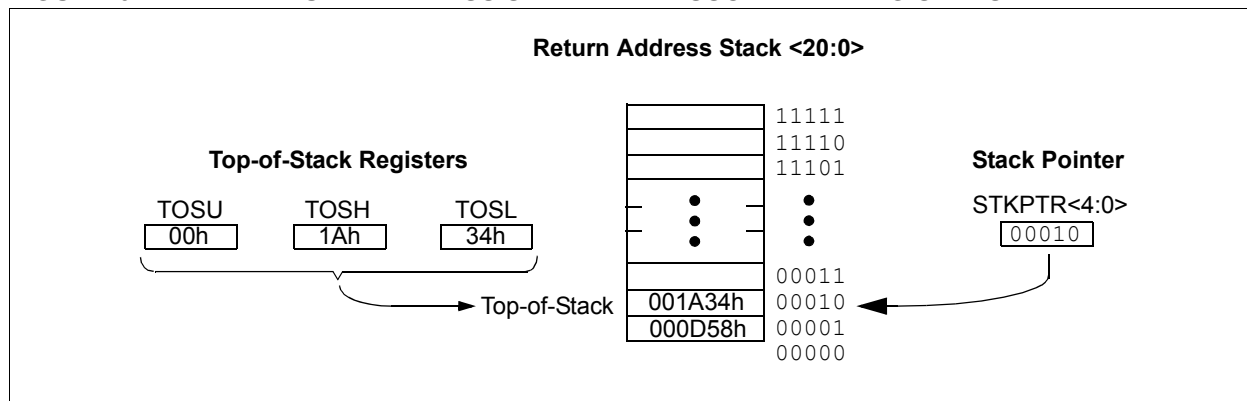 Return Address Stack <20:0>
11111
11110
Top-of-Stack Registers
11101
Stack Pointer
TOSU TOSH TOSL
STKPTR<4:0>
00h 1Ah 34h
00010
00011
Top-of-Stack 001A34h 00010
000D58h 00001
00000